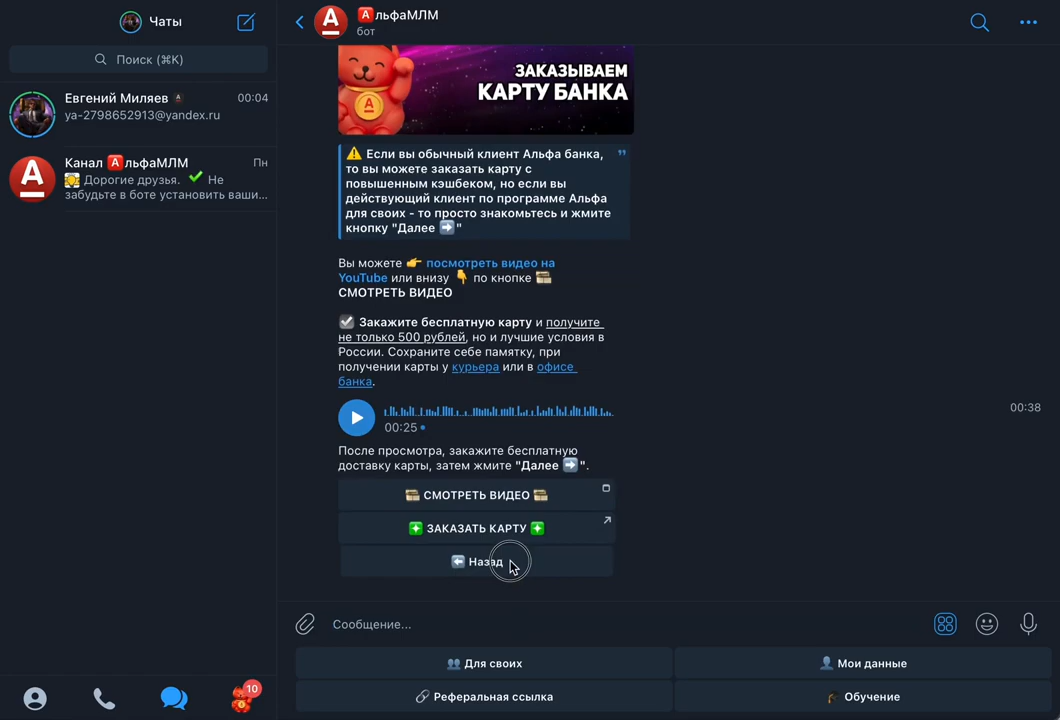 Чаты
Поиск (⌘K)
Евгений Миляев
00:04
ya-2798652913@yandex.ru
Канал АльфаМЛМ
Пн
Дорогие друзья. Не
забудьте в боте установить ваши...
10
АльфаМЛМ
бот
ЗАКАЗЫВАЕМ
КАРТУ БАНКА
Если вы обычный клиент Альфа банка,
то вы можете заказать карту с
повышенным кэшбеком, но если вы
действующий клиент по программе Альфа
для своих - то просто знакомьтесь и жмите
кнопку "Далее ➡️"
Вы можете 👉 посмотреть видео на
YouTube или внизу 👇 по кнопке
СМОТРЕТЬ ВИДЕО
Закажите бесплатную карту и получите
не только 500 рублей, но и лучшие условия в
России. Сохраните себе памятку, при
получении карты у курьера или в офисе
банка.
00:25
00:38
После просмотра, закажите бесплатную
доставку карты, затем жмите "Далее ➡️".
СМОТРЕТЬ ВИДЕО
ЗАКАЗАТЬ КАРТУ
Назад
Сообщение...
Для своих
Мои данные
Реферальная ссылка
Обучение